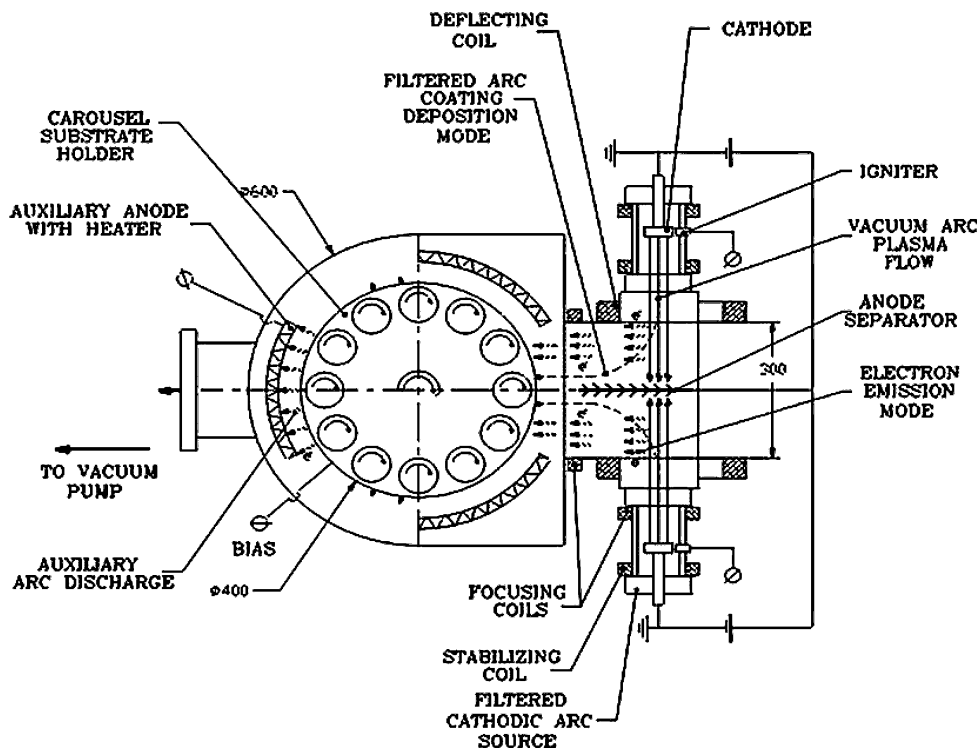 DEFLECTING
COIL
CATHODE
FILTERED ARC
COATING
DEPOSITION
MODE
CAROUSEL
SUBSTRATE
HOLDER
IGNITER
φ600
AUXILIARY ANODE
WITH HEATER
VACUUM ARC
PLASMA
FLOW
ANODE
SEPARATOR
300
ELECTRON
EMISSION
MODE
TO VACUUM
PUMP
BIAS
AUXILIARY
ARC DISCHARGE
φ400
FOCUSING
COILS
STABILIZING
COIL
FILTERED
CATHODIC ARC
SOURCE